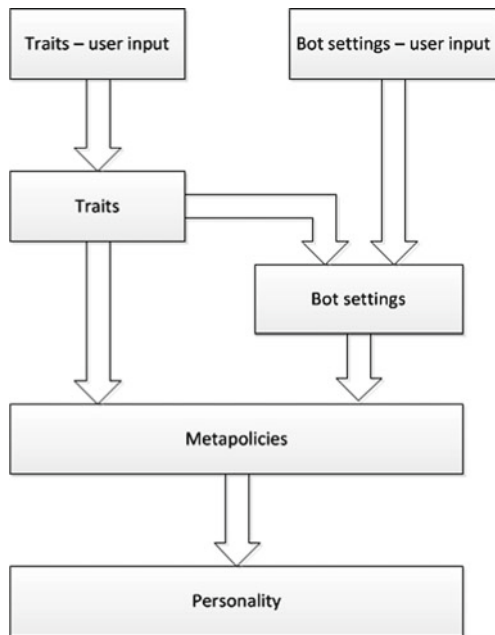 Traits – user input
Bot settings – user input
Traits
Bot settings
Metapolicies
Personality